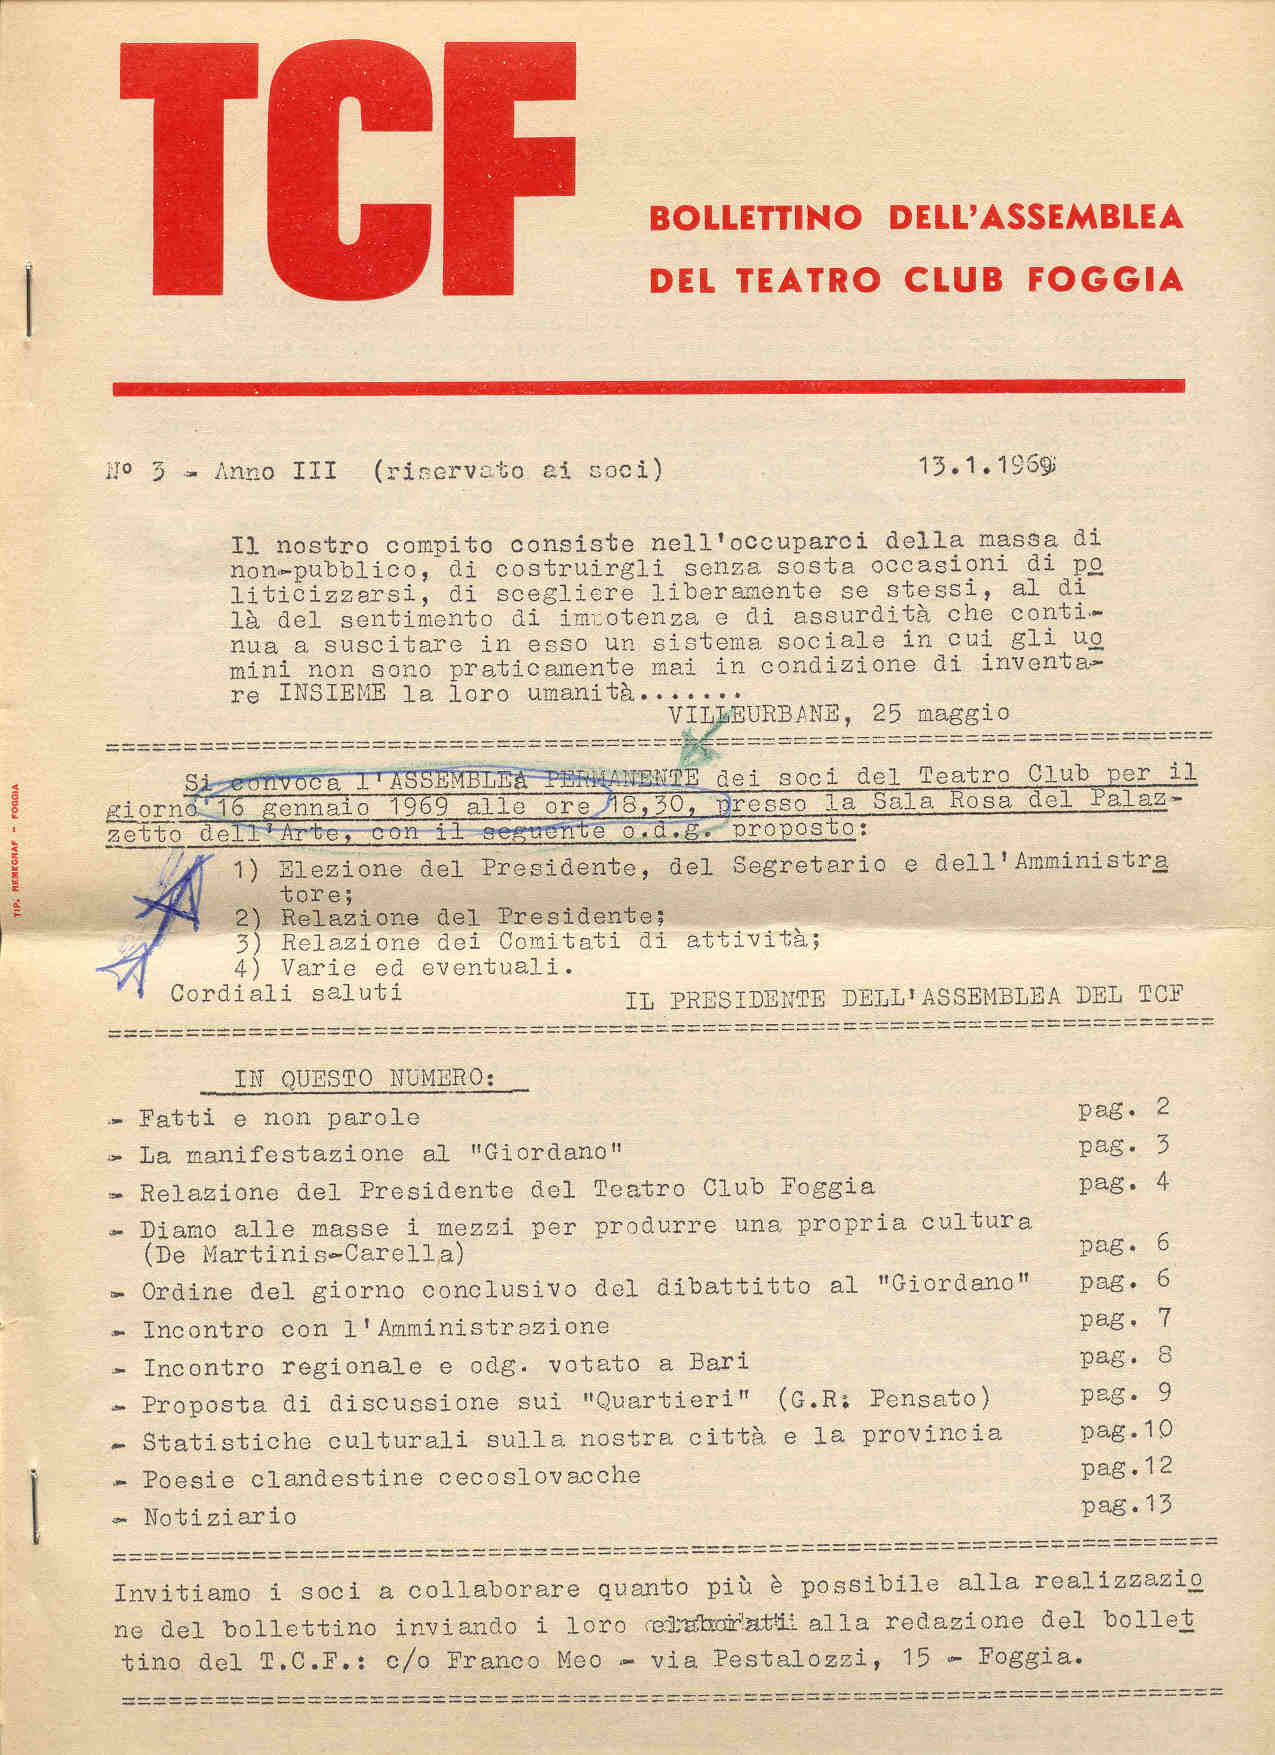 TCF
BOLLETTINO DELL'ASSEMBLEA
DEL TEATRO CLUB FOGGIA
Nº 3 - Anno III (riservato ai soci) 13.1.1969
Il nostro compito consiste nell'occuparci della massa di
non-pubblico, di costruirgli senza sosta occasioni di po
liticizzarsi, di scegliere liberamente se stessi, al di
là del sentimento di impotenza e di assurdità che conti-
nua a suscitare in esso un sistema sociale in cui gli uo
mini non sono praticamente mai in condizione di inventa-
re INSIEME la loro umanità.......
VILLEURBANE, 25 maggio
Si convoca l'ASSEMBLEA PERMANENTE dei soci del Teatro Club per il
giorno 16 gennaio 1969 alle ore 18,30, presso la Sala Rosa del Palaz-
zetto dell'Arte, con il seguente o.d.g. proposto:
1) Elezione del Presidente, del Segretario e dell'Amministra
tore;
2) Relazione del Presidente;
3) Relazione dei Comitati di attività;
4) Varie ed eventuali.
Cordiali saluti
IL PRESIDENTE DELL'ASSEMBLEA DEL TCF
IN QUESTO NUMERO:
- Fatti e non parole pag. 2
- La manifestazione al "Giordano" pag. 3
- Relazione del Presidente del Teatro Club Foggia pag. 4
- Diamo alle masse i mezzi per produrre una propria cultura
(De Martinis-Carella) pag. 6
- Ordine del giorno conclusivo del dibattitto al "Giordano" pag. 6
- Incontro con l'Amministrazione pag. 7
- Incontro regionale e odg. votato a Bari pag. 8
- Proposta di discussione sui "Quartieri" (G.R: Pensato) pag. 9
- Statistiche culturali sulla nostra città e la provincia pag.10
- Poesie clandestine cecoslovacche pag.12
- Notiziario pag.13
Invitiamo i soci a collaborare quanto più è possibile alla realizzazio
ne del bollettino inviando i loro elaborati alla redazione del bollet
tino del T.C.F.: c/o Franco Meo - via Pestalozzi, 15 - Foggia.
TIP. REMEGRAF - FOGGIA